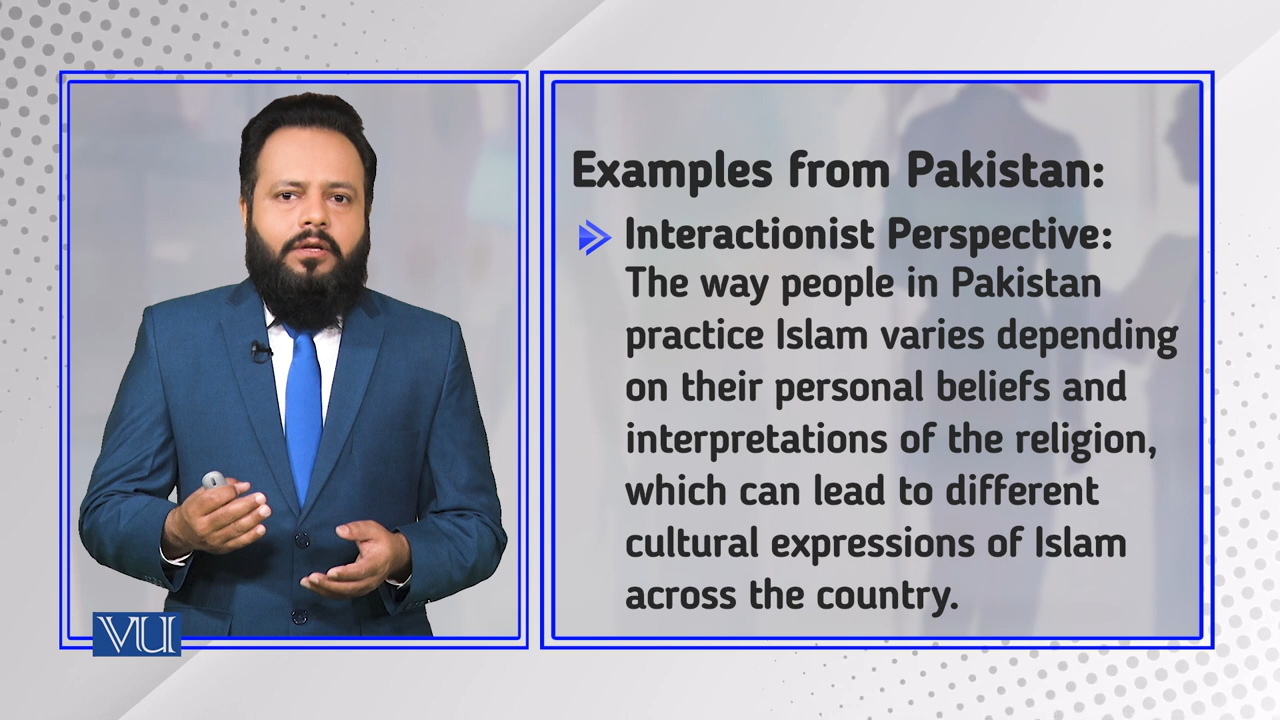 Examples from Pakistan:
Interactionist Perspective:
The way people in Pakistan
practice Islam varies depending
on their personal beliefs and
interpretations of the religion,
which can lead to different
cultural expressions of Islam
across the country.
VU